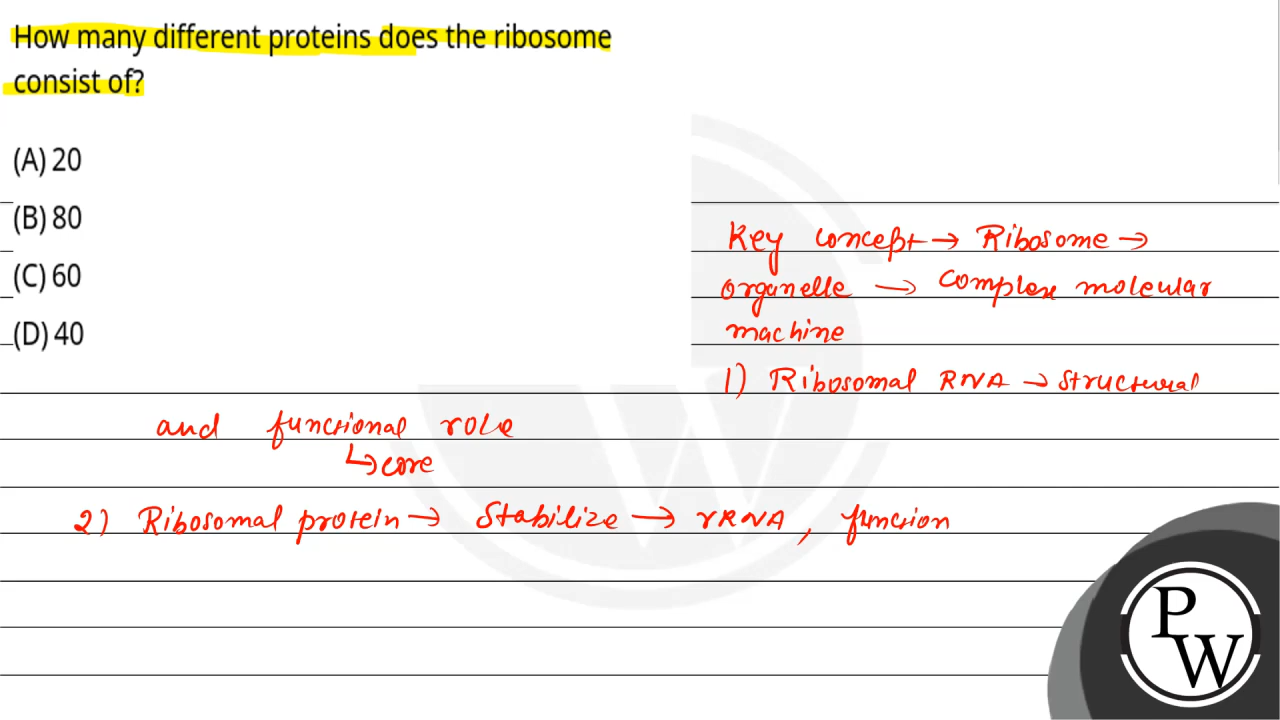 How many different proteins does the ribosome
consist of?
(A) 20
(B) 80
(C) 60
(D) 40
Key concept → Ribosome →
organelle → Complex molecular
machine
1) Ribosomal RNA → Structural
and functional role
↳ core
2) Ribosomal protein → Stabilize → rRNA, function
P
W